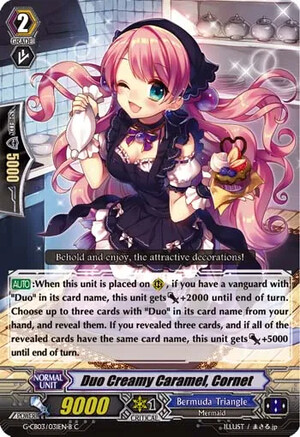 2
GRADE
5000
Behold and enjoy, the attractive decorations!
AUTO:When this unit is placed on , if you have a vanguard with
"Duo" in its card name, this unit gets +2000 until end of turn.
Choose up to three cards with "Duo" in its card name from your
hand, and reveal them. If you revealed three cards, and if all of the
revealed cards have the same card name, this unit gets +5000
until end of turn.
NORMAL UNIT
Duo Creamy Caramel, Cornet
POWER
9000
1
CRITICAL
Bermuda Triangle
Mermaid
G-CB03/031EN-B C
ILLUST